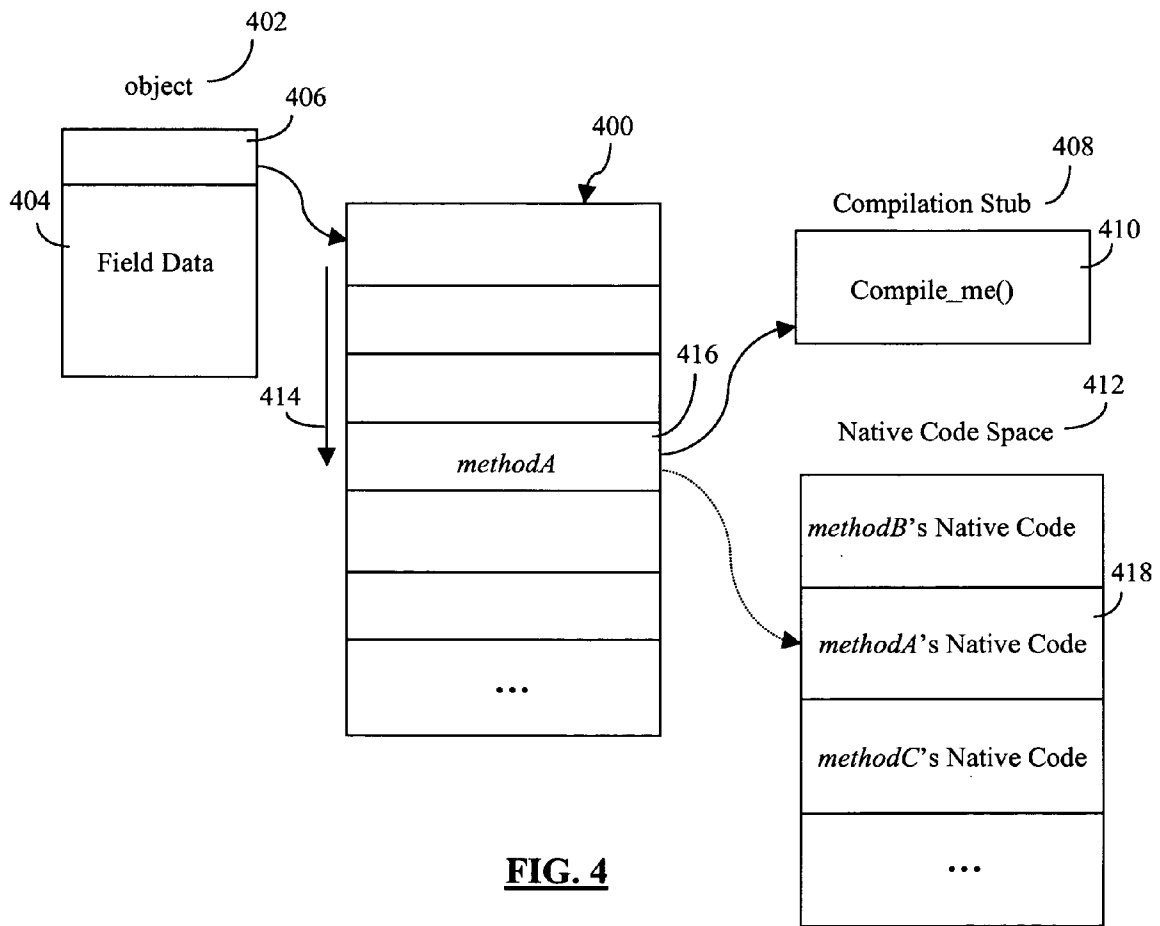 402
object
406
400
408
404
Compilation Stub
410
Field Data
Compile_me()
416
414
412
Native Code Space
methodA
methodB's Native Code
418
methodA's Native Code
...
methodC's Native Code
...
FIG. 4